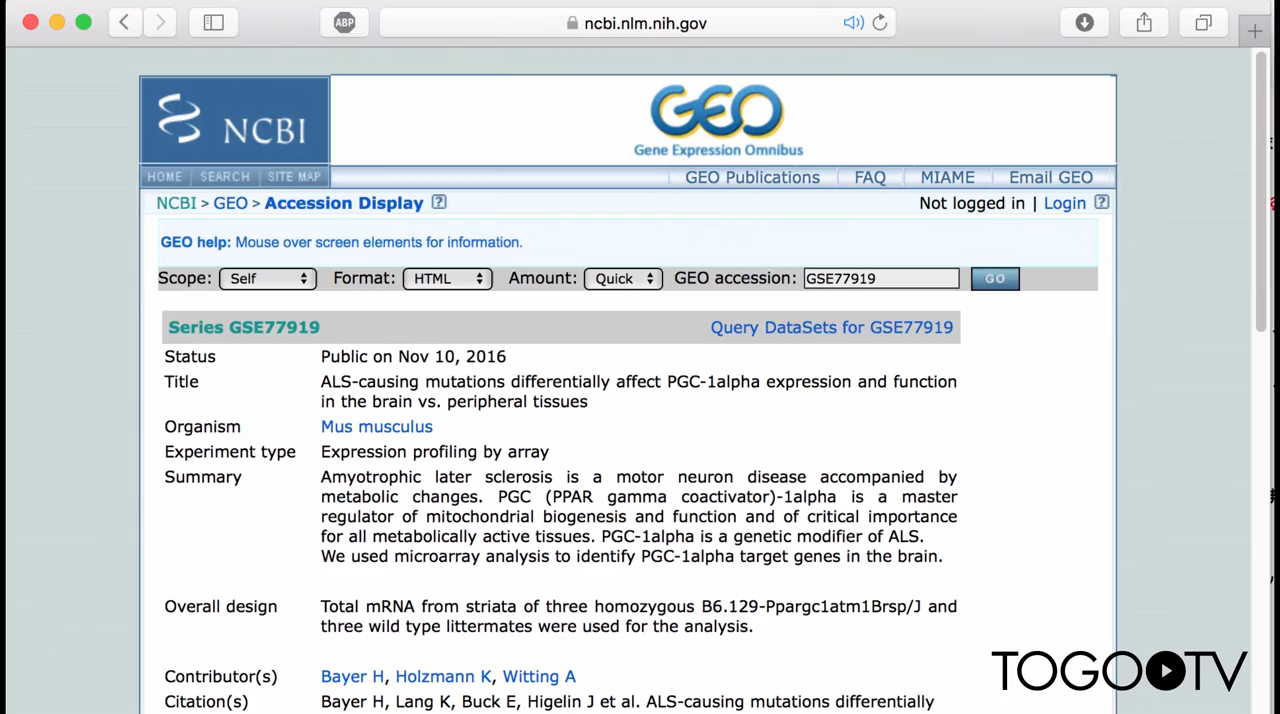 ABP
ncbi.nlm.nih.gov
NCBI
GEO
Gene Expression Omnibus
HOME SEARCH SITE MAP
GEO Publications FAQ MIAME Email GEO
NCBI > GEO > Accession Display ?
Not logged in | Login ?
GEO help: Mouse over screen elements for information.
Scope: Self Format: HTML Amount: Quick GEO accession: GSE77919 GO
Series GSE77919 Query DataSets for GSE77919
Status Public on Nov 10, 2016
Title ALS-causing mutations differentially affect PGC-1alpha expression and function
in the brain vs. peripheral tissues
Organism Mus musculus
Experiment type Expression profiling by array
Summary Amyotrophic later sclerosis is a motor neuron disease accompanied by
metabolic changes. PGC (PPAR gamma coactivator)-1alpha is a master
regulator of mitochondrial biogenesis and function and of critical importance
for all metabolically active tissues. PGC-1alpha is a genetic modifier of ALS.
We used microarray analysis to identify PGC-1alpha target genes in the brain.
Overall design Total mRNA from striata of three homozygous B6.129-Ppargc1atm1Brsp/J and
three wild type littermates were used for the analysis.
Contributor(s) Bayer H, Holzmann K, Witting A
Citation(s) Bayer H, Lang K, Buck E, Higelin J et al. ALS-causing mutations differentially
TOGOTV